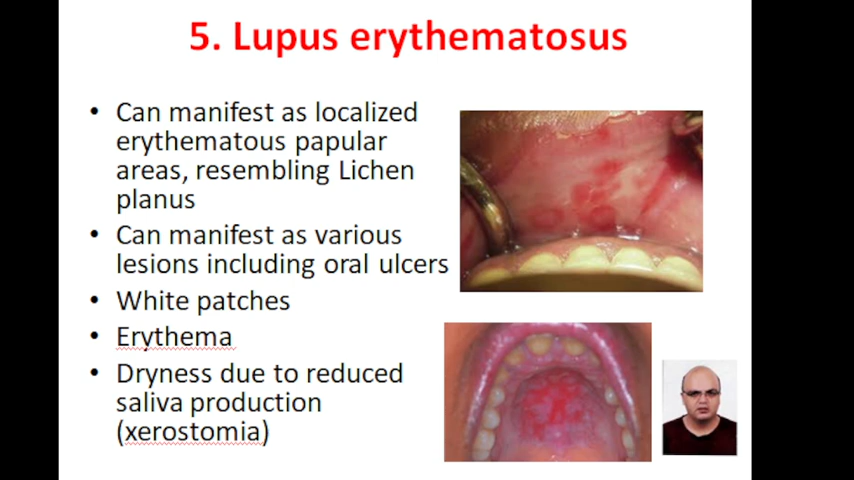 5. Lupus erythematosus
• Can manifest as localized
erythematous papular
areas, resembling Lichen
planus
• Can manifest as various
lesions including oral ulcers
• White patches
• Erythema
• Dryness due to reduced
saliva production
(xerostomia)